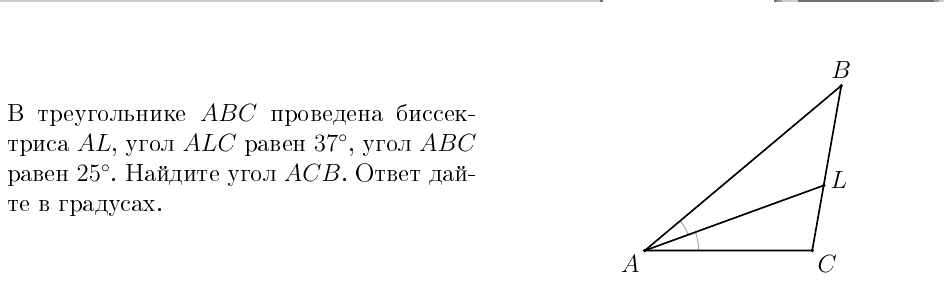 В треугольнике ABC проведена биссек-
триса AL, угол ALC равен 37°, угол ABC
равен 25°. Найдите угол ACB. Ответ дай-
те в градусах.
B
L
A
C